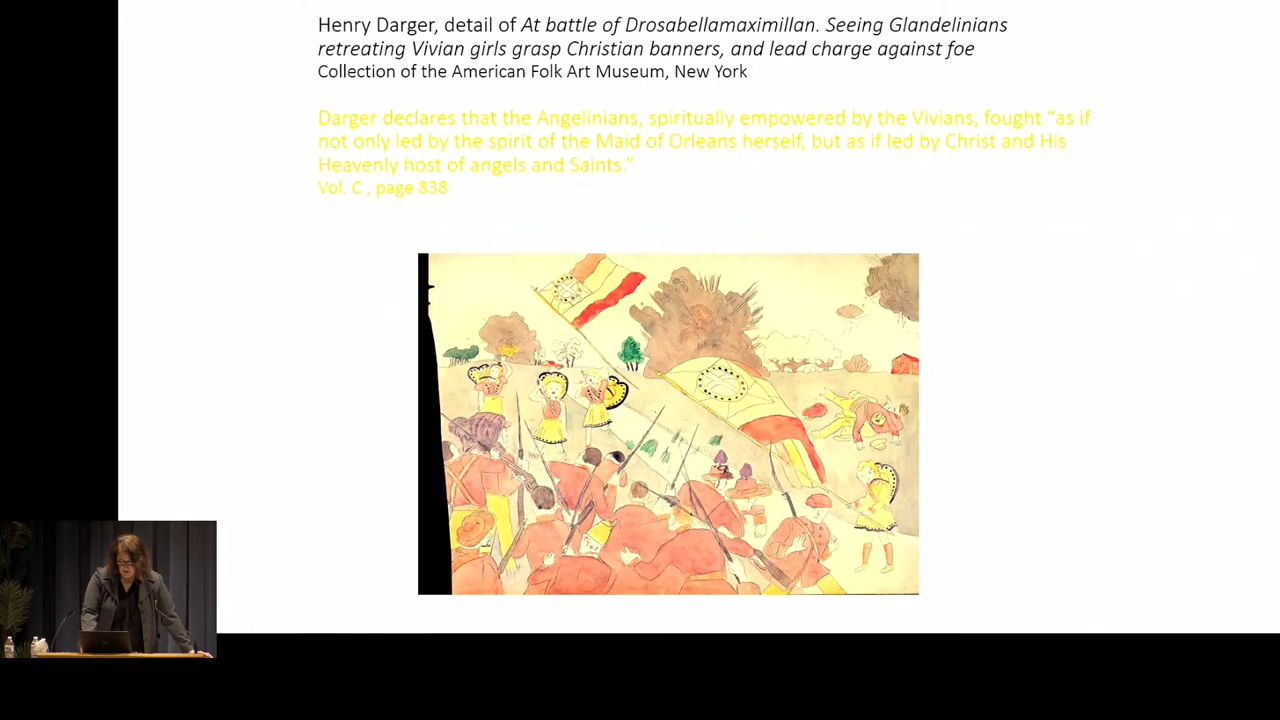 Henry Darger, detail of At battle of Drosabellamaximillan. Seeing Glandelinians
retreating Vivian girls grasp Christian banners, and lead charge against foe
Collection of the American Folk Art Museum, New York
Darger declares that the Angelinians, spiritually empowered by the Vivians, fought “as if
not only led by the spirit of the Maid of Orleans herself, but as if led by Christ and His
Heavenly host of angels and Saints.”
Vol. C , page 838